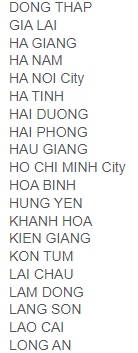 DONG THAP
GIA LAI
HA GIANG
HA NAM
HA NOI City
HA TINH
HAI DUONG
HAI PHONG
HAU GIANG
HO CHI MINH City
HOA BINH
HUNG YEN
KHANH HOA
KIEN GIANG
KON TUM
LAI CHAU
LAM DONG
LANG SON
LAO CAI
LONG AN